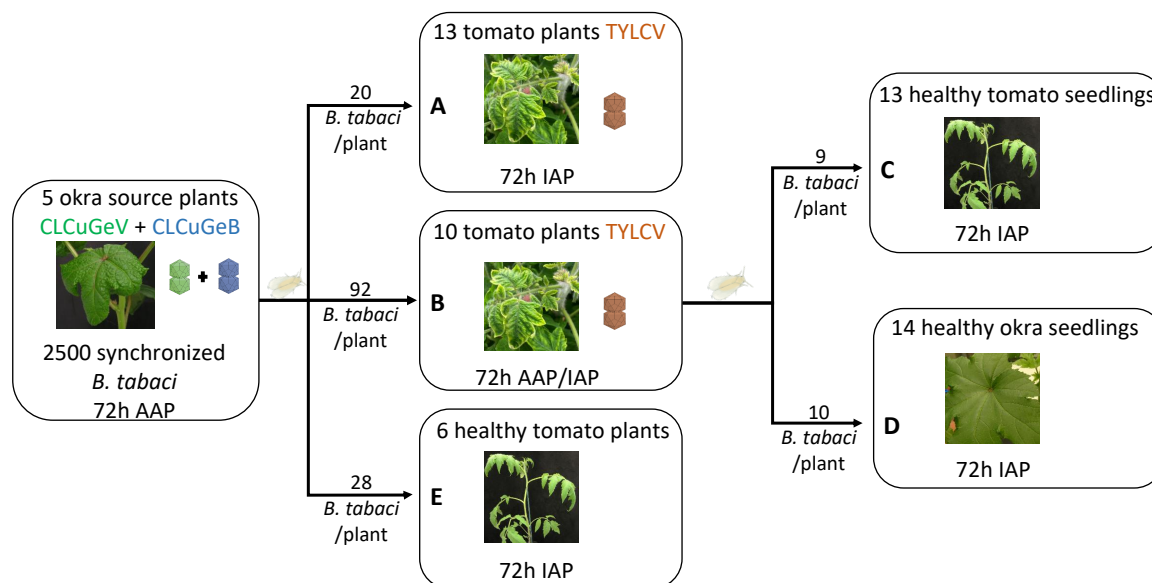 5 okra source plants
CLCuGeV + CLCuGeB
2500 synchronized
B. tabaci
72h AAP
20
B. tabaci
/plant
A
13 tomato plants TYLCV
72h IAP
92
B. tabaci
/plant
B
10 tomato plants TYLCV
72h AAP/IAP
28
B. tabaci
/plant
E
6 healthy tomato plants
72h IAP
9
B. tabaci
/plant
C
13 healthy tomato seedlings
72h IAP
10
B. tabaci
/plant
D
14 healthy okra seedlings
72h IAP